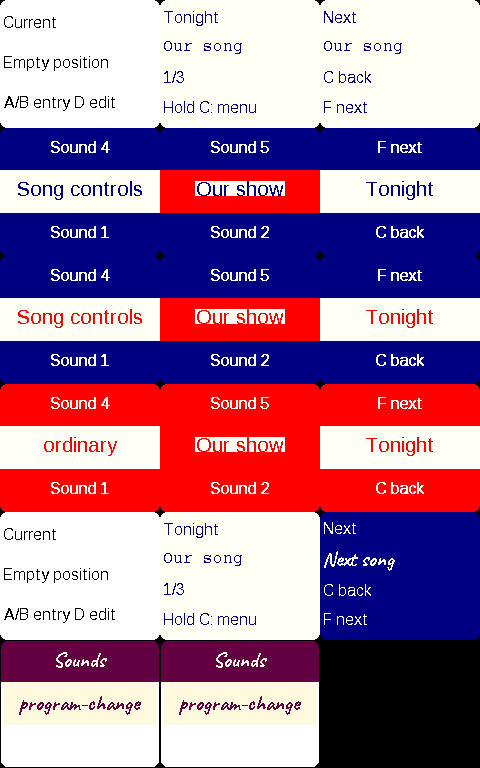 Current
Empty position
A/B entry D edit
Tonight
Our song
1/3
Hold C: menu
Next
Our song
C back
F next
Sound 4 Sound 5 F next
Song controls Our show Tonight
Sound 1 Sound 2 C back
Sound 4 Sound 5 F next
Song controls Our show Tonight
Sound 1 Sound 2 C back
Sound 4 Sound 5 F next
ordinary Our show Tonight
Sound 1 Sound 2 C back
Current
Empty position
A/B entry D edit
Tonight
Our song
1/3
Hold C: menu
Next
Next song
C back
F next
Sounds
program-change
Sounds
program-change